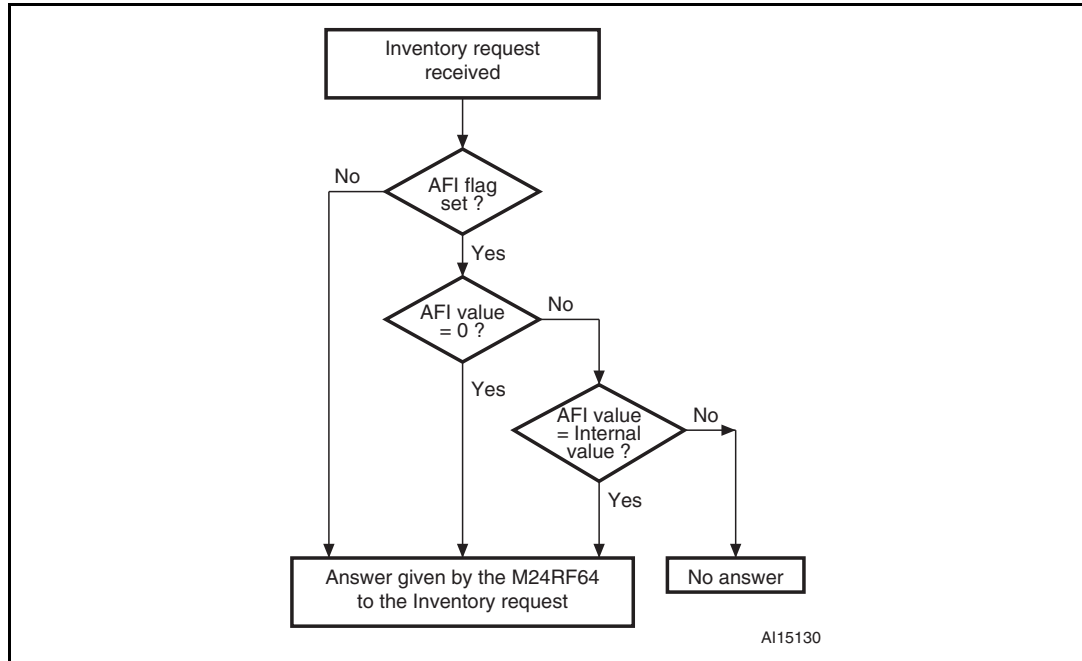 Inventory request
received
No
AFI flag
set ?
Yes
AFI value
= 0 ?
No
Yes
AFI value
= Internal
value ?
No
Yes
Answer given by the M24RF64
to the Inventory request
No answer
AI15130